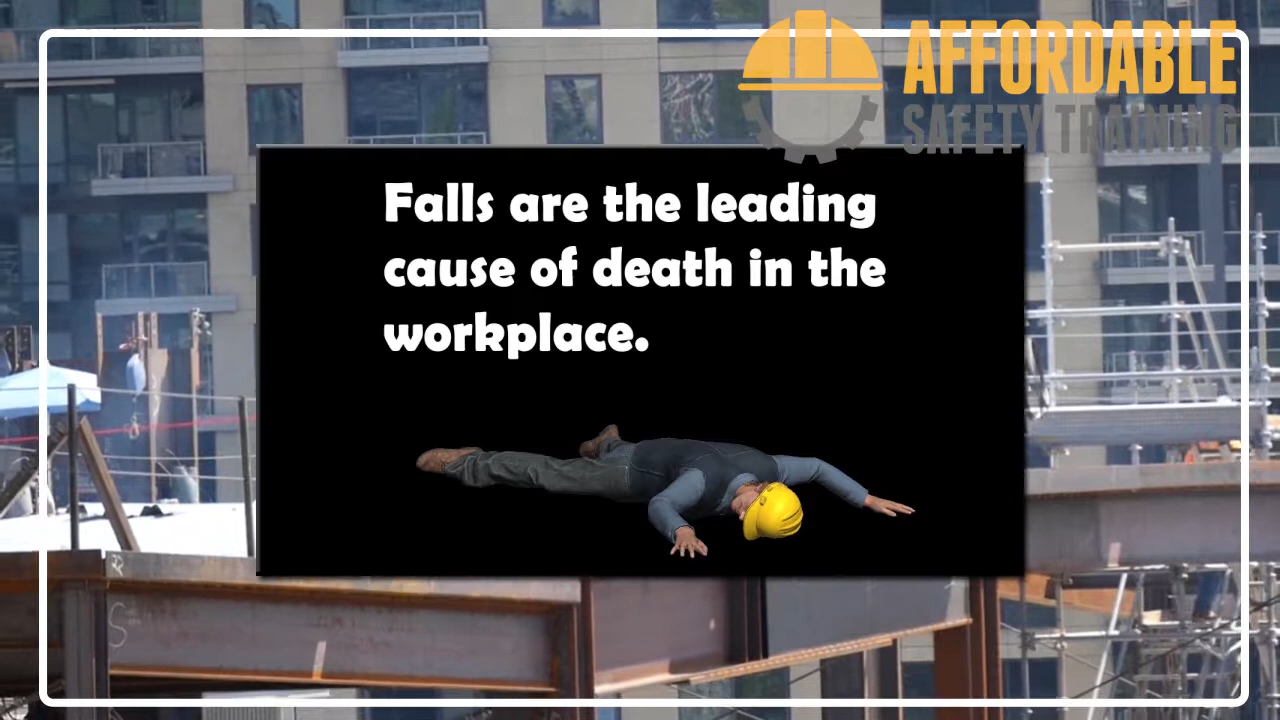 AFFORDABLE
SAFETY TRAINING
Falls are the leading
cause of death in the
workplace.
S